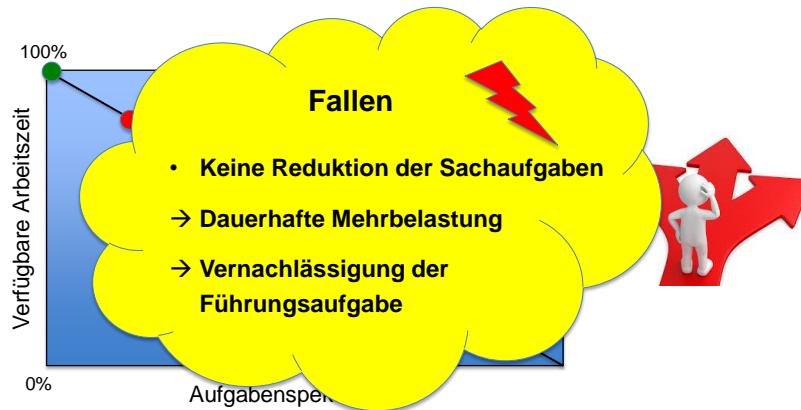 100%
Fallen
• Keine Reduktion der Sachaufgaben
→ Dauerhafte Mehrbelastung
→ Vernachlässigung der
Führungsaufgabe
Verfügbare Arbeitszeit
0%